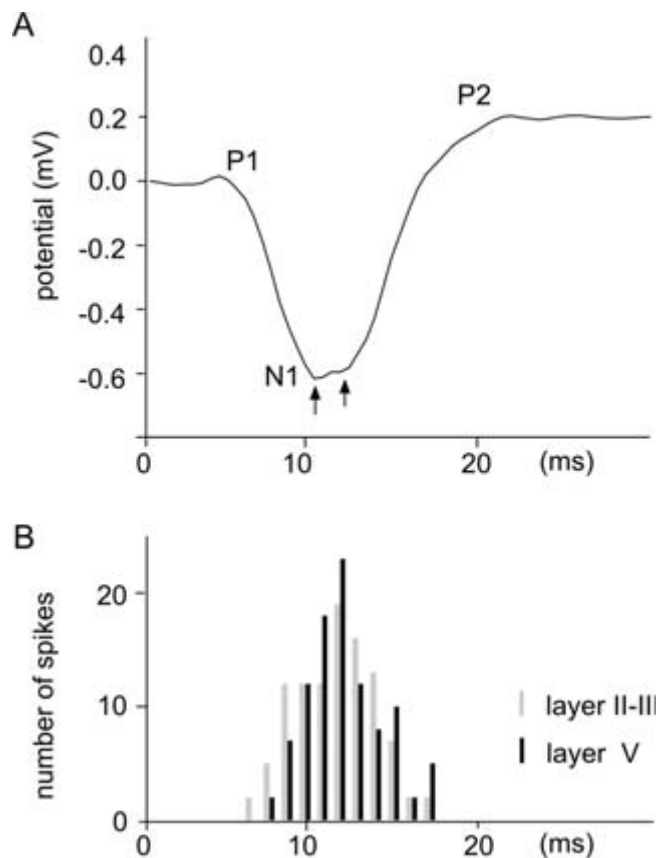 A
potential (mV)
0.4
0.2
0.0
-0.2
-0.4
-0.6
P1
P2
N1
0
10
20
(ms)
B
number of spikes
20
10
0
layer II-III
layer V
0
10
20
(ms)